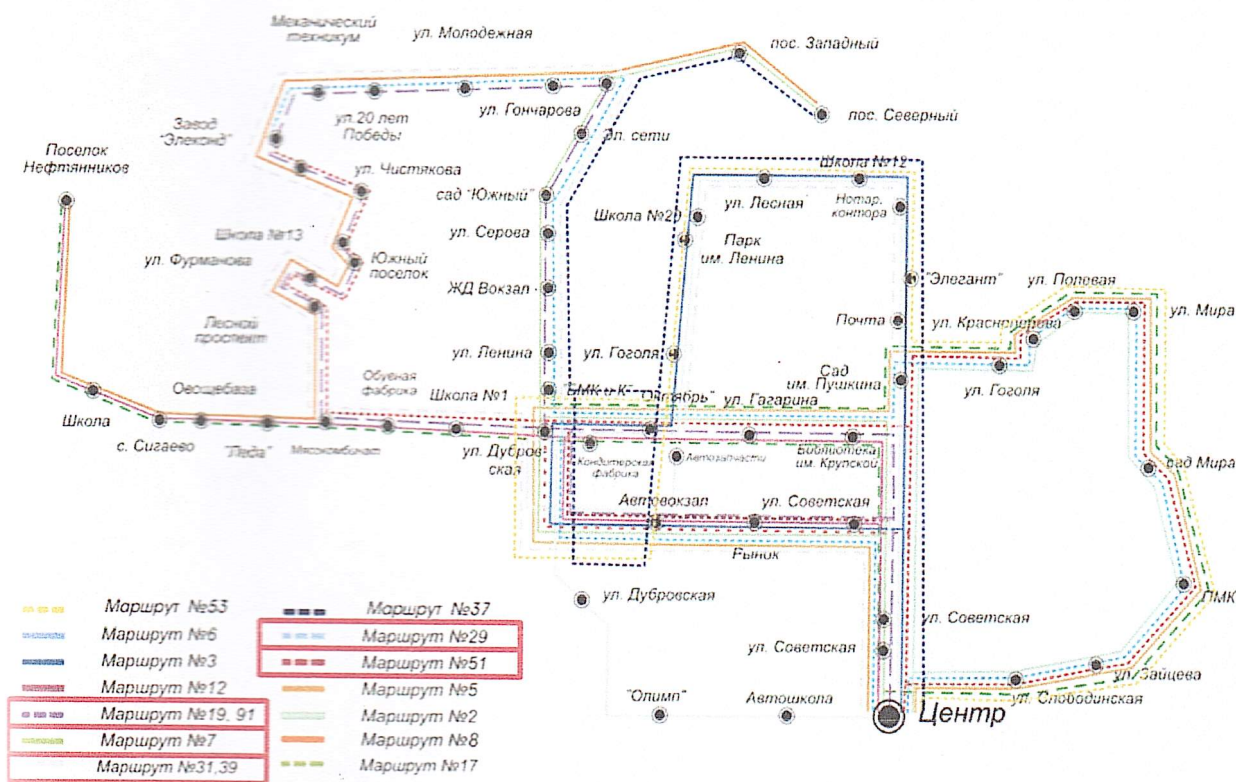 Механический
техникум
ул. Молодежная
пос. Западный
ул. Гончарова
пос. Северный
Завод
"Элеконд"
ул.20 лет
Победы
Эл. сети
Поселок
Нефтянников
ул. Чистякова
Школа №12
сад "Южный"
ул. Лесная
Нотар.
контора
Школа №20
ул. Серова
Школа №13
Парк
им. Ленина
ул. Фурманова
Южный
поселок
ЖД Вокзал
"Элегант"
ул. Полевая
Почта
ул. Красноперова
ул. Мира
Лесной
проспект
ул. Ленина
ул. Гоголя
Сад
им. Пушкина
ул. Гоголя
Овощебаза
Обувная
фабрика
Школа №1
ул. Гагарина
Школа
с. Сигаево
"Леда"
Мясокомбинат
ул. Дубров
ская
Кондитерская
фабрика
Автозапчасти
Библиотека
им. Крупской
сад Мира
Автовокзал
ул. Советская
Рынок
ПМК
ул. Дубровская
ул. Советская
ул. Советская
ул. Зайцева
ул. Слободинская
"Олимп"
Автошкола
Центр
Маршрут №53
Маршрут №6
Маршрут №3
Маршрут №12
Маршрут №19, 91
Маршрут №7
Маршрут №31,39
Маршрут №37
Маршрут №29
Маршрут №51
Маршрут №5
Маршрут №2
Маршрут №8
Маршрут №17